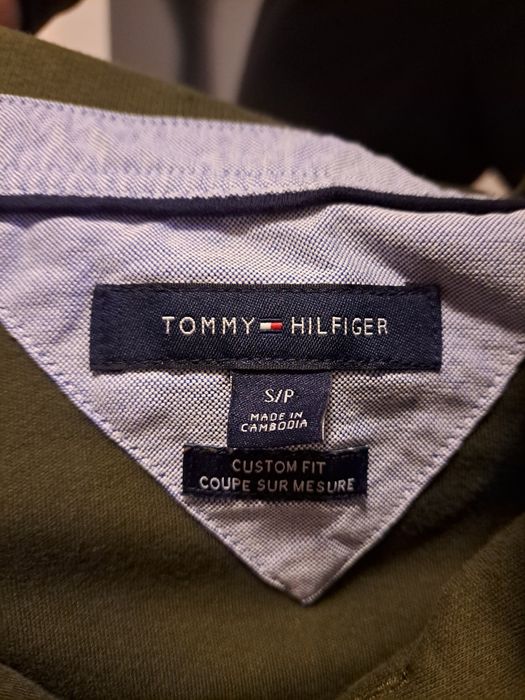 TOMMY HILFIGER
S/P
MADE IN
CAMBODIA
CUSTOM FIT
COUPE SUR MESURE